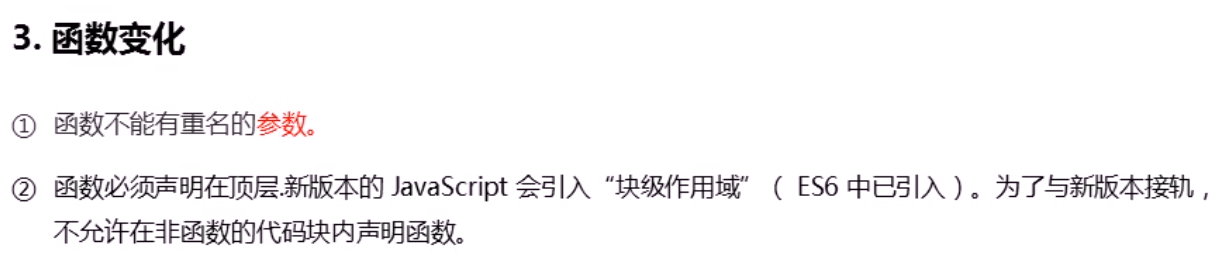 3. 函数变化
① 函数不能有重名的参数。
② 函数必须声明在顶层.新版本的 JavaScript 会引入“块级作用域”（ ES6 中已引入）。为了与新版本接轨，
不允许在非函数的代码块内声明函数。